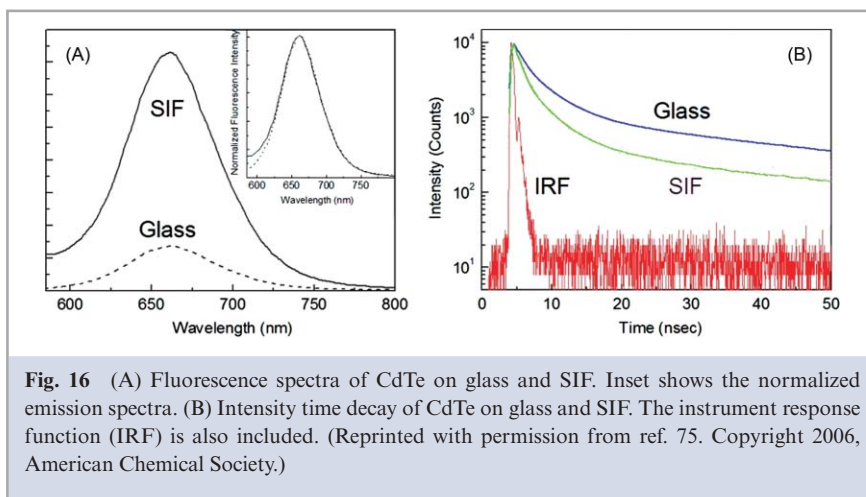 (A)
SIF
Glass
Normalized Fluorescence Intensity
600 650 700 750
Wavelength (nm)
600 650 700 750 800
Wavelength (nm)
(B)
Intensity (Counts)
10⁴
10³
10²
10¹
Glass
IRF
SIF
0 10 20 30 40 50
Time (nsec)
Fig. 16 (A) Fluorescence spectra of CdTe on glass and SIF. Inset shows the normalized
emission spectra. (B) Intensity time decay of CdTe on glass and SIF. The instrument response
function (IRF) is also included. (Reprinted with permission from ref. 75. Copyright 2006,
American Chemical Society.)